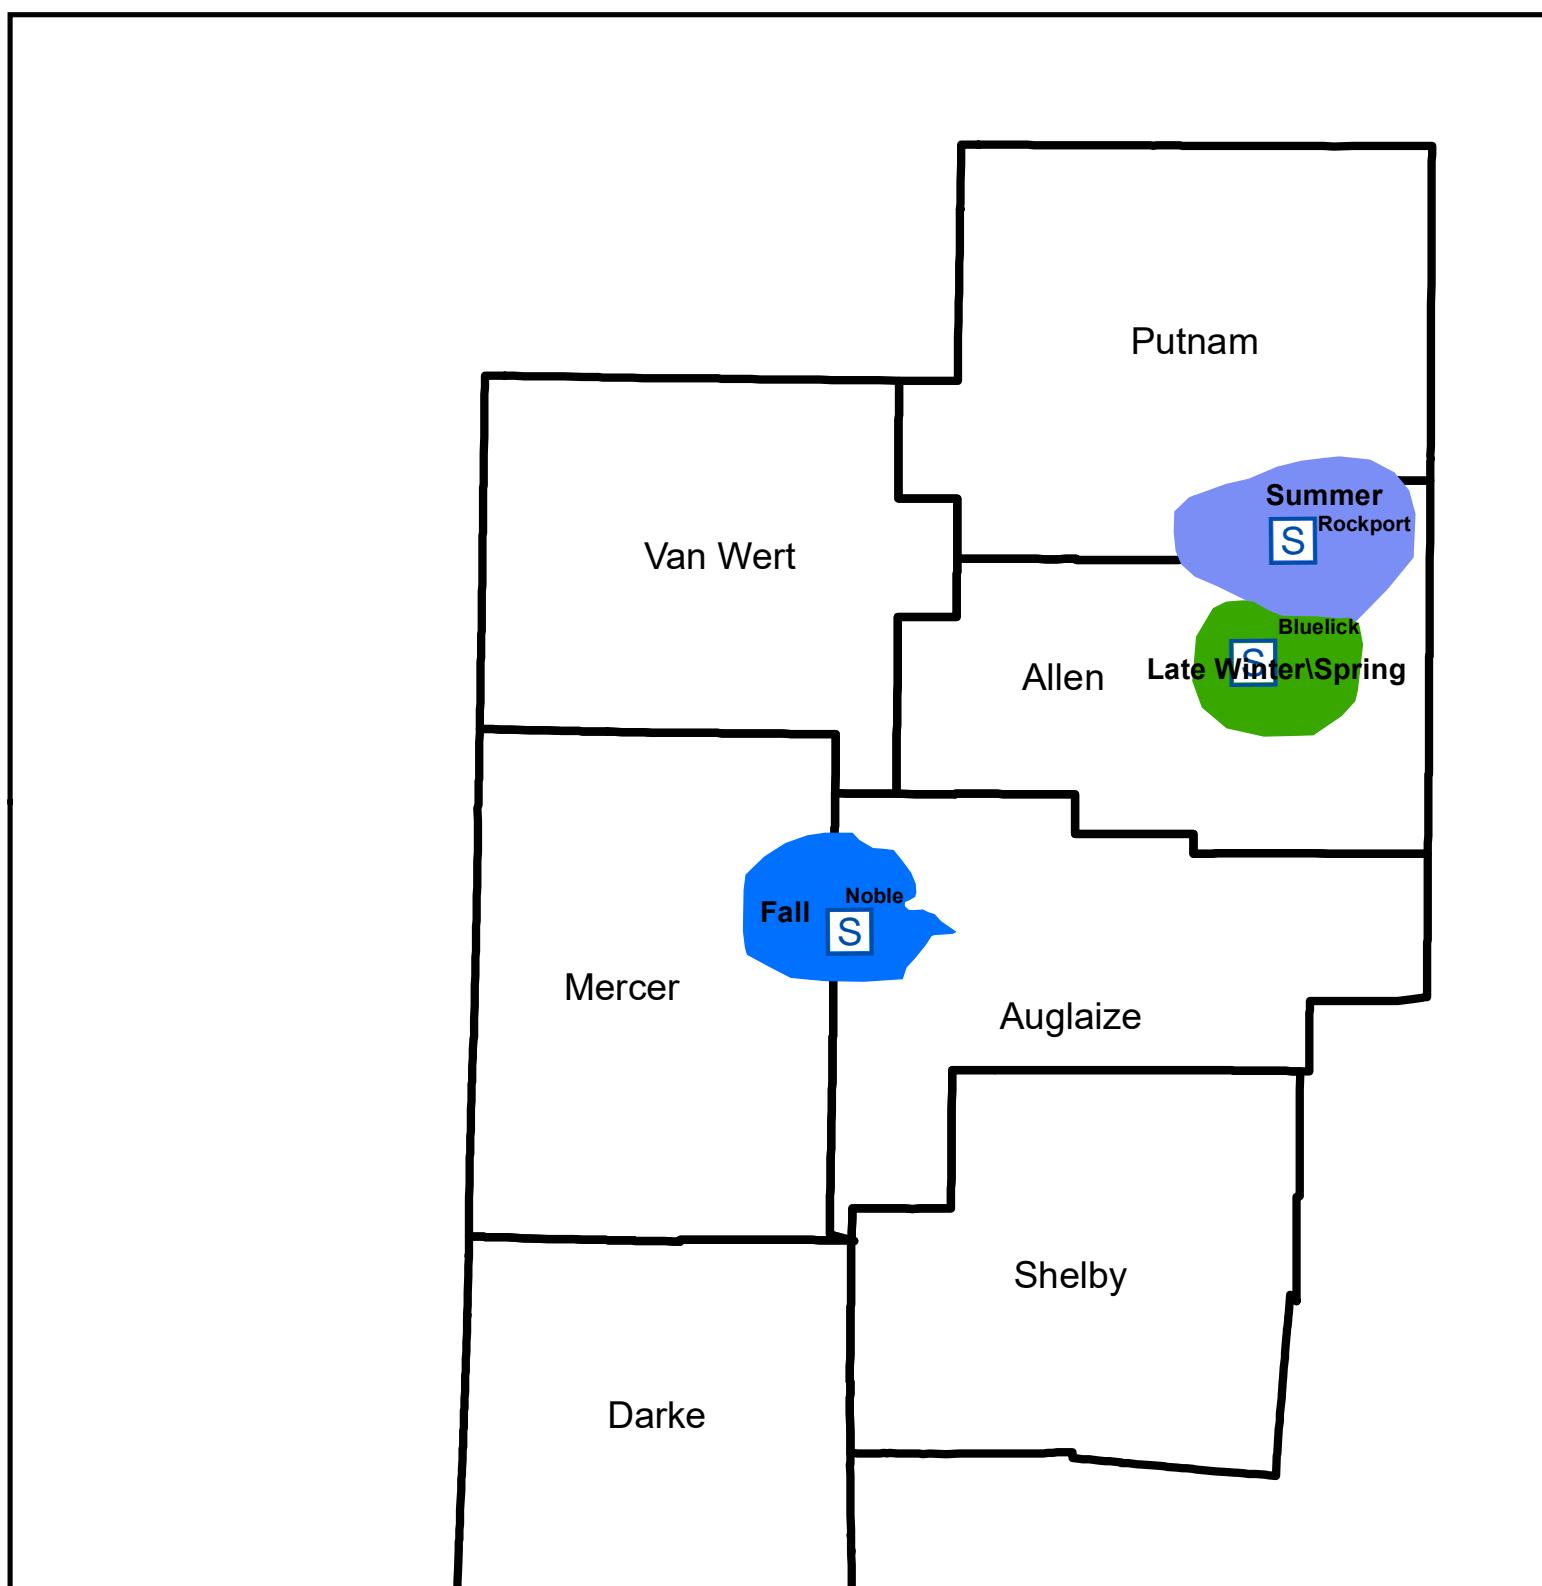 Putnam
Summer
Rockport
S
Van Wert
Bluelick
S
Late Winter\Spring
Allen
Noble
Fall
S
Mercer
Auglaize
Shelby
Darke